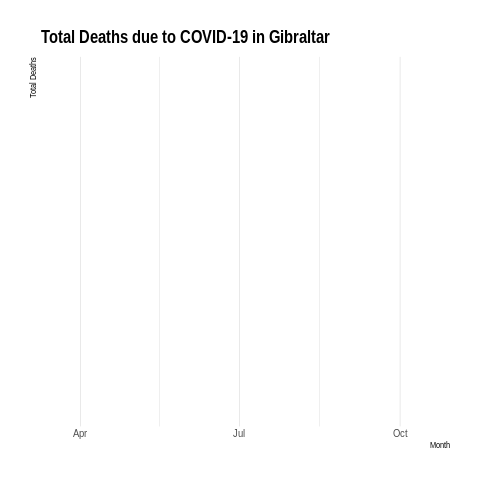 Total Deaths due to COVID-19 in Gibraltar
Total Deaths
Apr
Jul
Oct
Month